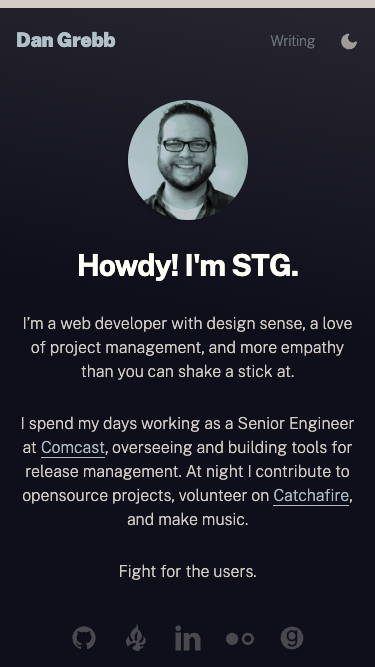 Dan Grebb
Writing
Howdy! I'm STG.
I’m a web developer with design sense, a love
of project management, and more empathy
than you can shake a stick at.
I spend my days working as a Senior Engineer
at Comcast, overseeing and building tools for
release management. At night I contribute to
opensource projects, volunteer on Catchafire,
and make music.
Fight for the users.